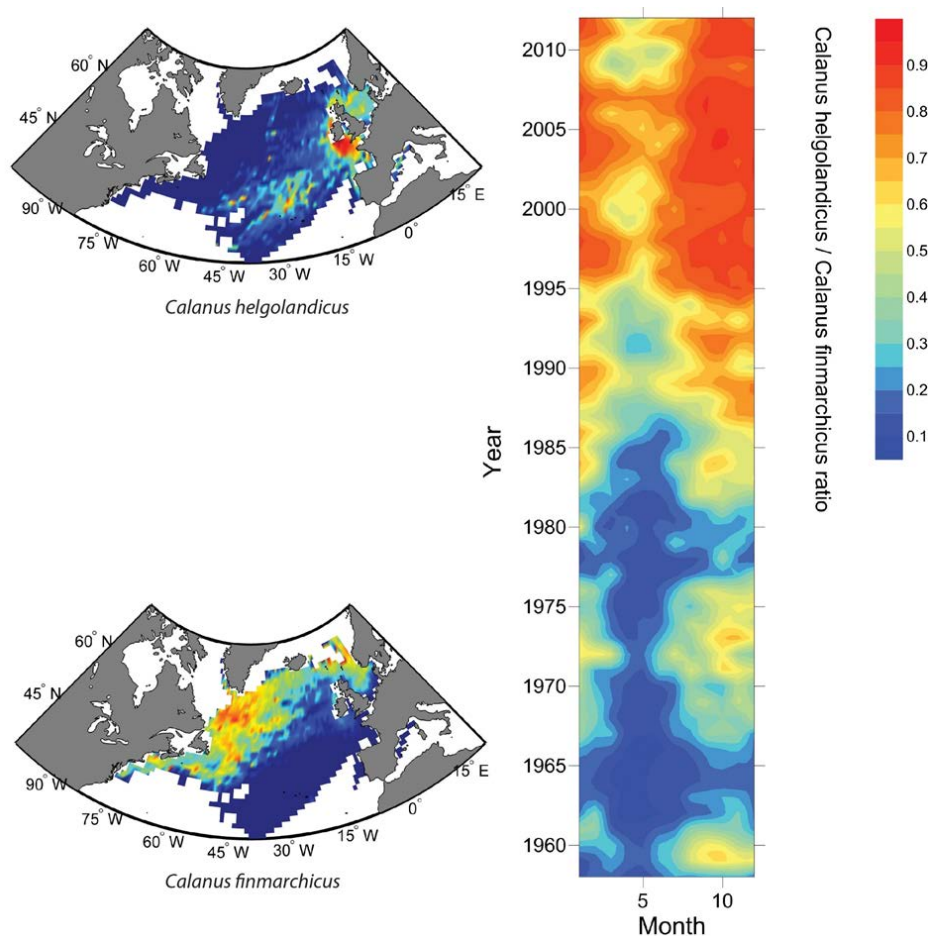 60° N
45° N
90° W
75° W
60° W
45° W
30° W
15° W
0°
15° E
Calanus helgolandicus
60° N
45° N
90° W
75° W
60° W
45° W
30° W
15° W
0°
15° E
Calanus finmarchicus
Year
2010
2005
2000
1995
1990
1985
1980
1975
1970
1965
1960
5
10
Month
Calanus helgolandicus / Calanus finmarchicus ratio
0.9
0.8
0.7
0.6
0.5
0.4
0.3
0.2
0.1